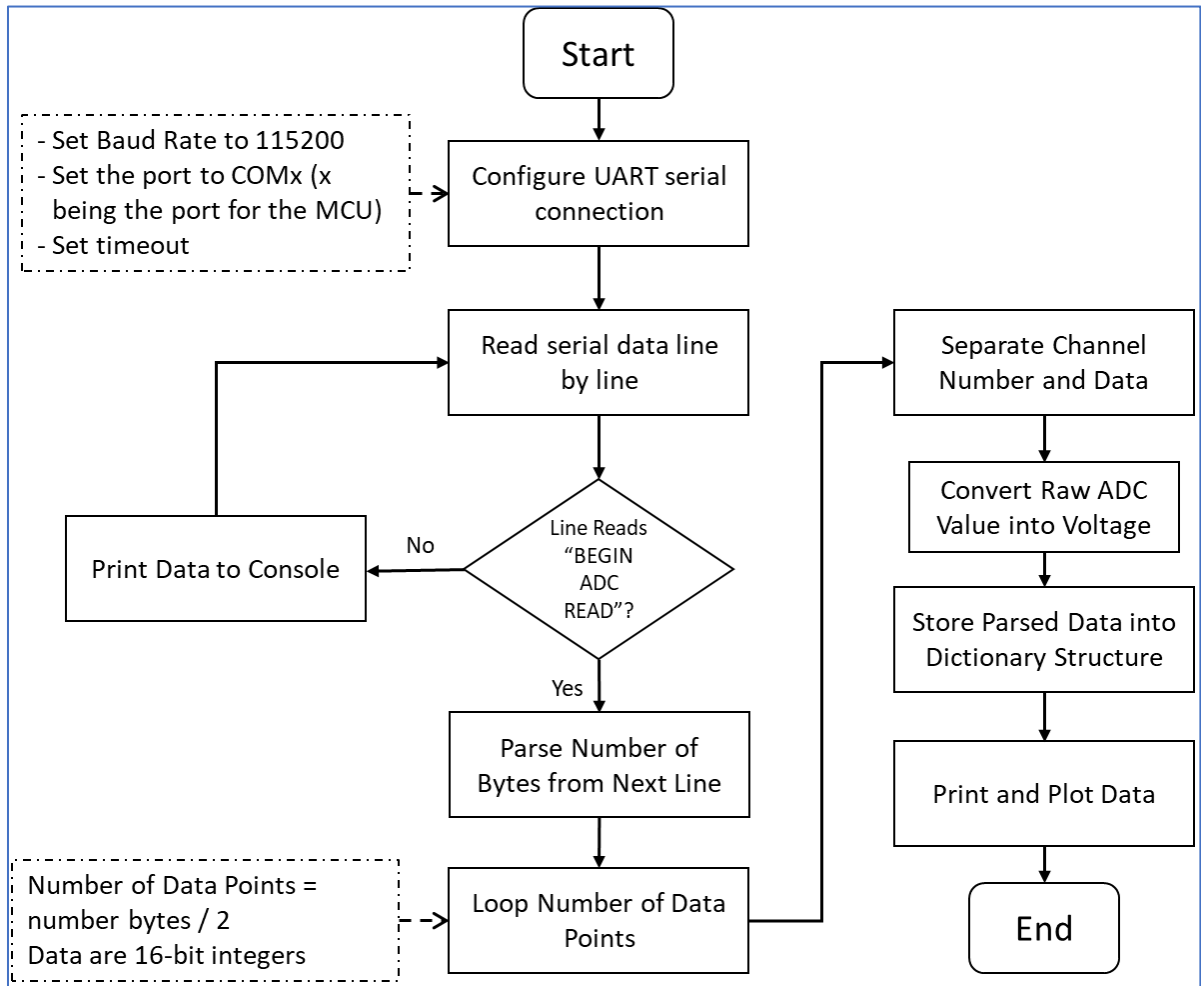 Start
- Set Baud Rate to 115200
- Set the port to COMx (x
being the port for the MCU)
- Set timeout
Configure UART serial
connection
Read serial data line
by line
Line Reads
“BEGIN
ADC
READ”?
No
Print Data to Console
Yes
Parse Number of
Bytes from Next Line
Number of Data Points =
number bytes / 2
Data are 16-bit integers
Loop Number of Data
Points
Separate Channel
Number and Data
Convert Raw ADC
Value into Voltage
Store Parsed Data into
Dictionary Structure
Print and Plot Data
End